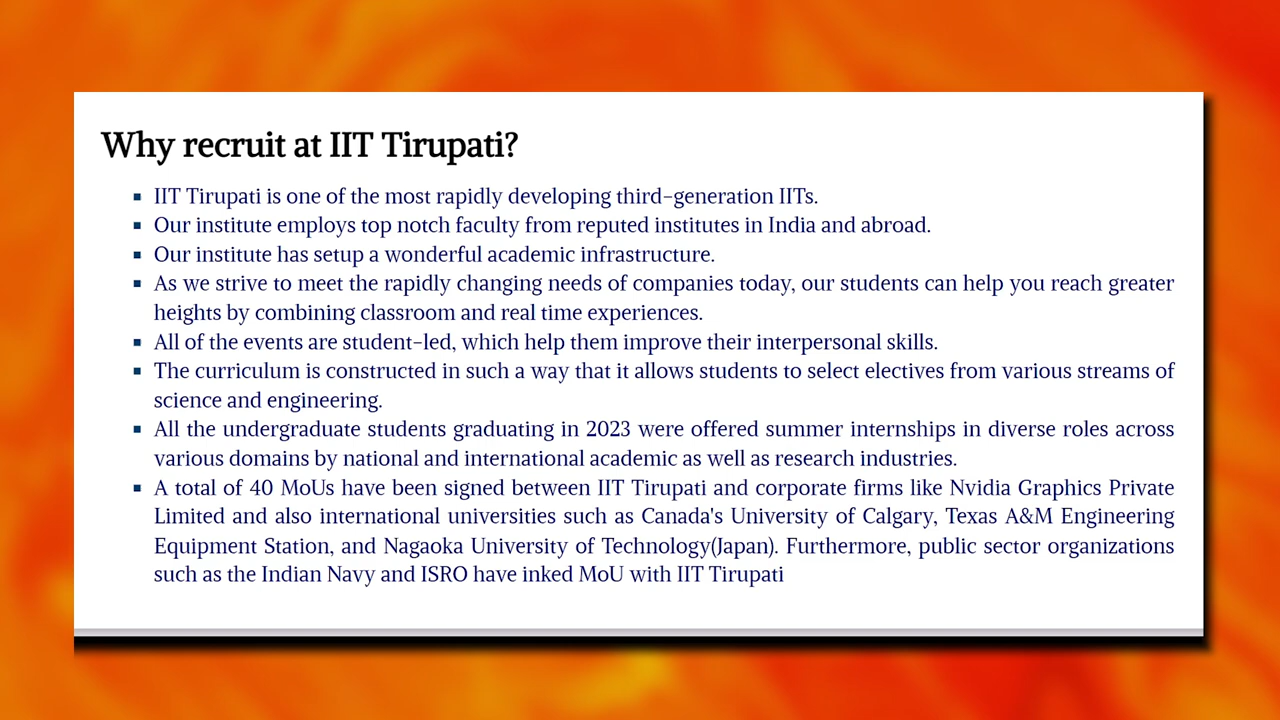 Why recruit at IIT Tirupati?
IIT Tirupati is one of the most rapidly developing third-generation IITs.
Our institute employs top notch faculty from reputed institutes in India and abroad.
Our institute has setup a wonderful academic infrastructure.
As we strive to meet the rapidly changing needs of companies today, our students can help you reach greater
heights by combining classroom and real time experiences.
All of the events are student-led, which help them improve their interpersonal skills.
The curriculum is constructed in such a way that it allows students to select electives from various streams of
science and engineering.
All the undergraduate students graduating in 2023 were offered summer internships in diverse roles across
various domains by national and international academic as well as research industries.
A total of 40 MoUs have been signed between IIT Tirupati and corporate firms like Nvidia Graphics Private
Limited and also international universities such as Canada's University of Calgary, Texas A&M Engineering
Equipment Station, and Nagaoka University of Technology(Japan). Furthermore, public sector organizations
such as the Indian Navy and ISRO have inked MoU with IIT Tirupati